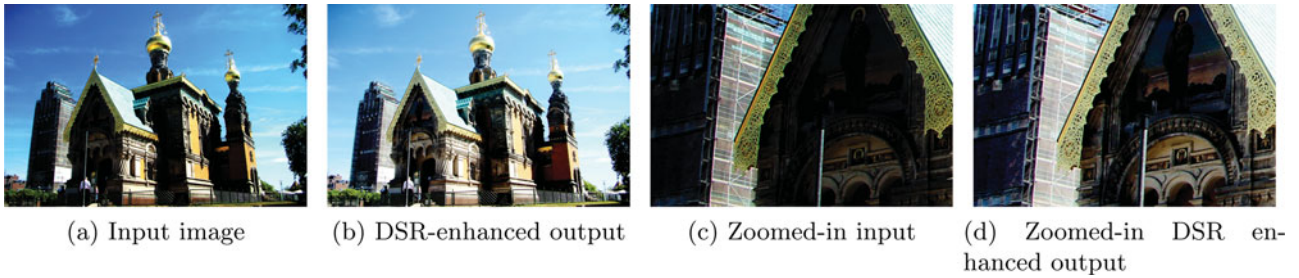 (a) Input image
(b) DSR-enhanced output
(c) Zoomed-in input
(d) Zoomed-in DSR en-
hanced output